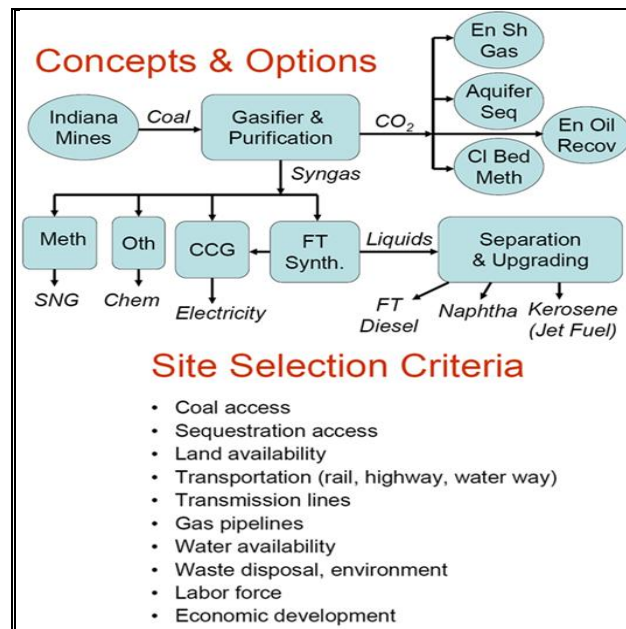 Concepts & Options
En Sh
Gas
Indiana
Mines
Coal
Gasifier &
Purification
CO₂
Aquifer
Seq
En Oil
Recov
Cl Bed
Meth
Syngas
Meth
Oth
CCG
FT
Synth.
Liquids
Separation
& Upgrading
SNG
Chem
Electricity
FT
Diesel
Naphtha
Kerosene
(Jet Fuel)
Site Selection Criteria
• Coal access
• Sequestration access
• Land availability
• Transportation (rail, highway, water way)
• Transmission lines
• Gas pipelines
• Water availability
• Waste disposal, environment
• Labor force
• Economic development